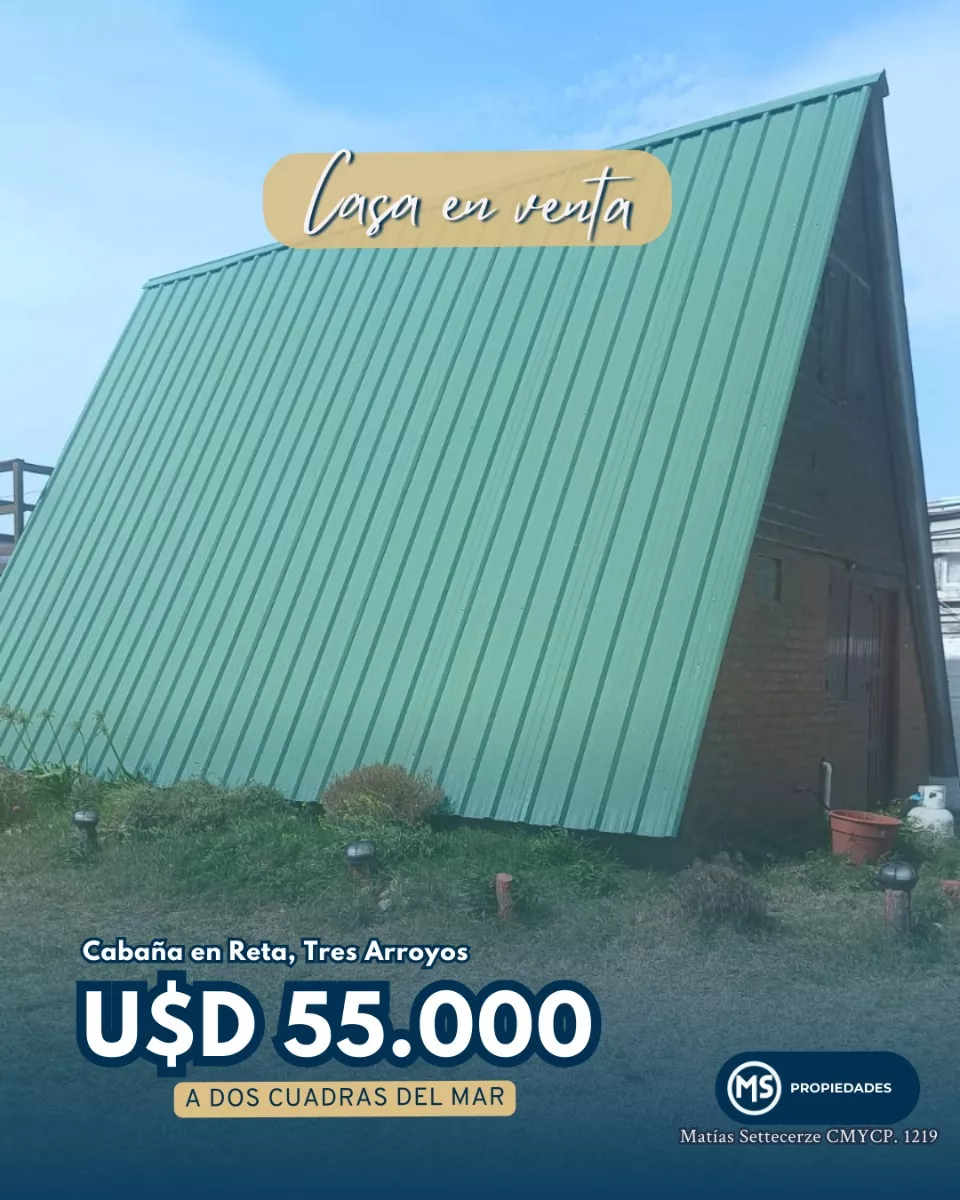 Casa en venta
Cabaña en Reta, Tres Arroyos
U$D 55.000
A DOS CUADRAS DEL MAR
MS PROPIEDADES
Matías Settecerze CMYCP. 1219